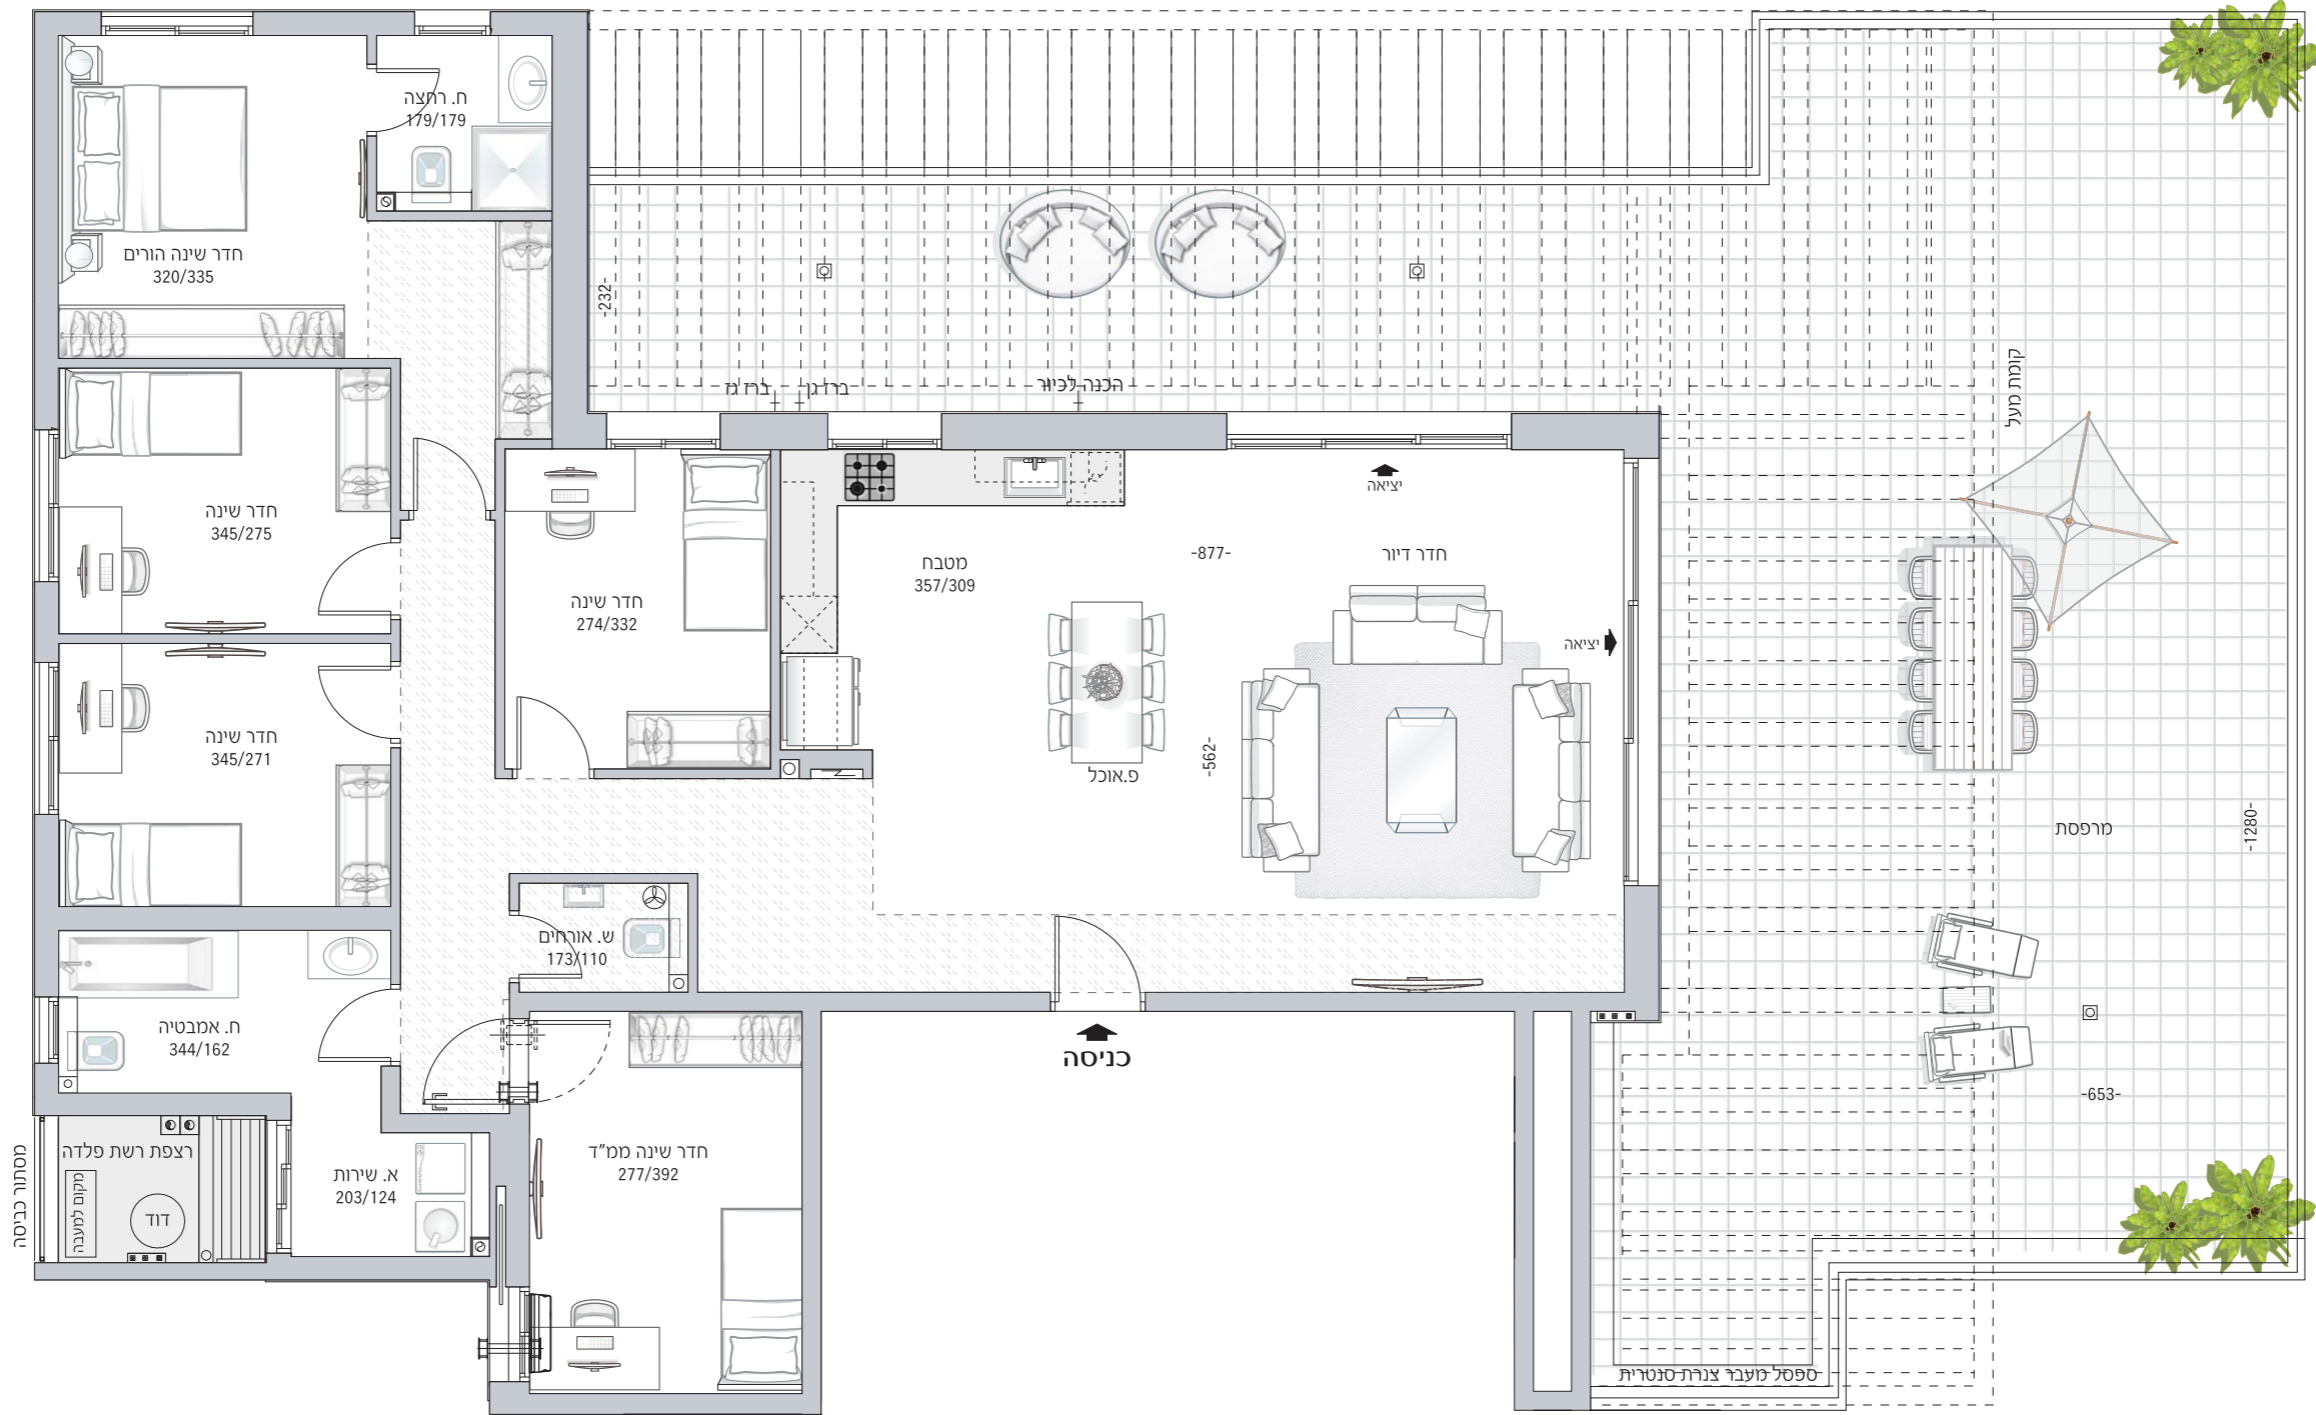 ח. רחצה
179/179
חדר שינה הורים
320/335
-232-
ברז גז
ברז גן
הכנה לכיור
קומת מעל
חדר שינה
345/275
יציאה
חדר שינה
274/332
מטבח
357/309
-877-
חדר דיור
יציאה
חדר שינה
345/271
-562-
פ.אוכל
מרפסת
-1280-
ש. אורחים
173/110
ח. אמבטיה
344/162
כניסה
-653-
מסתור כביסה
רצפת רשת פלדה
מקום למעבה
דוד
א. שירות
203/124
חדר שינה ממ"ד
277/392
ספסל מעבר צנרת סנטרית